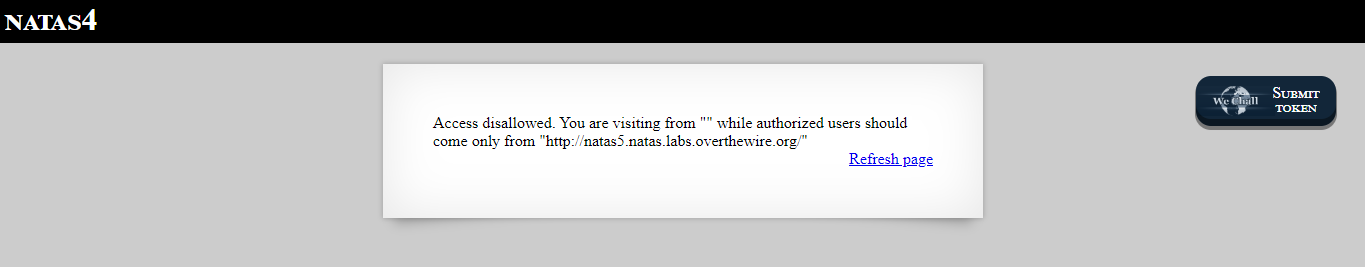 NATAS4
Access disallowed. You are visiting from "" while authorized users should
come only from "http://natas5.natas.labs.overthewire.org/"
Refresh page
We Chall
SUBMIT
TOKEN